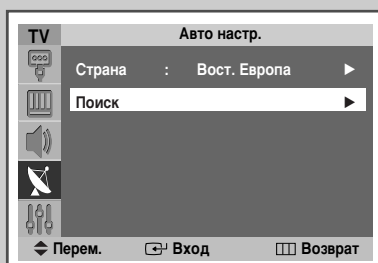 TV Авто настр.
Страна : Вост. Европа ►
Поиск ►
Перем. Вход Возврат